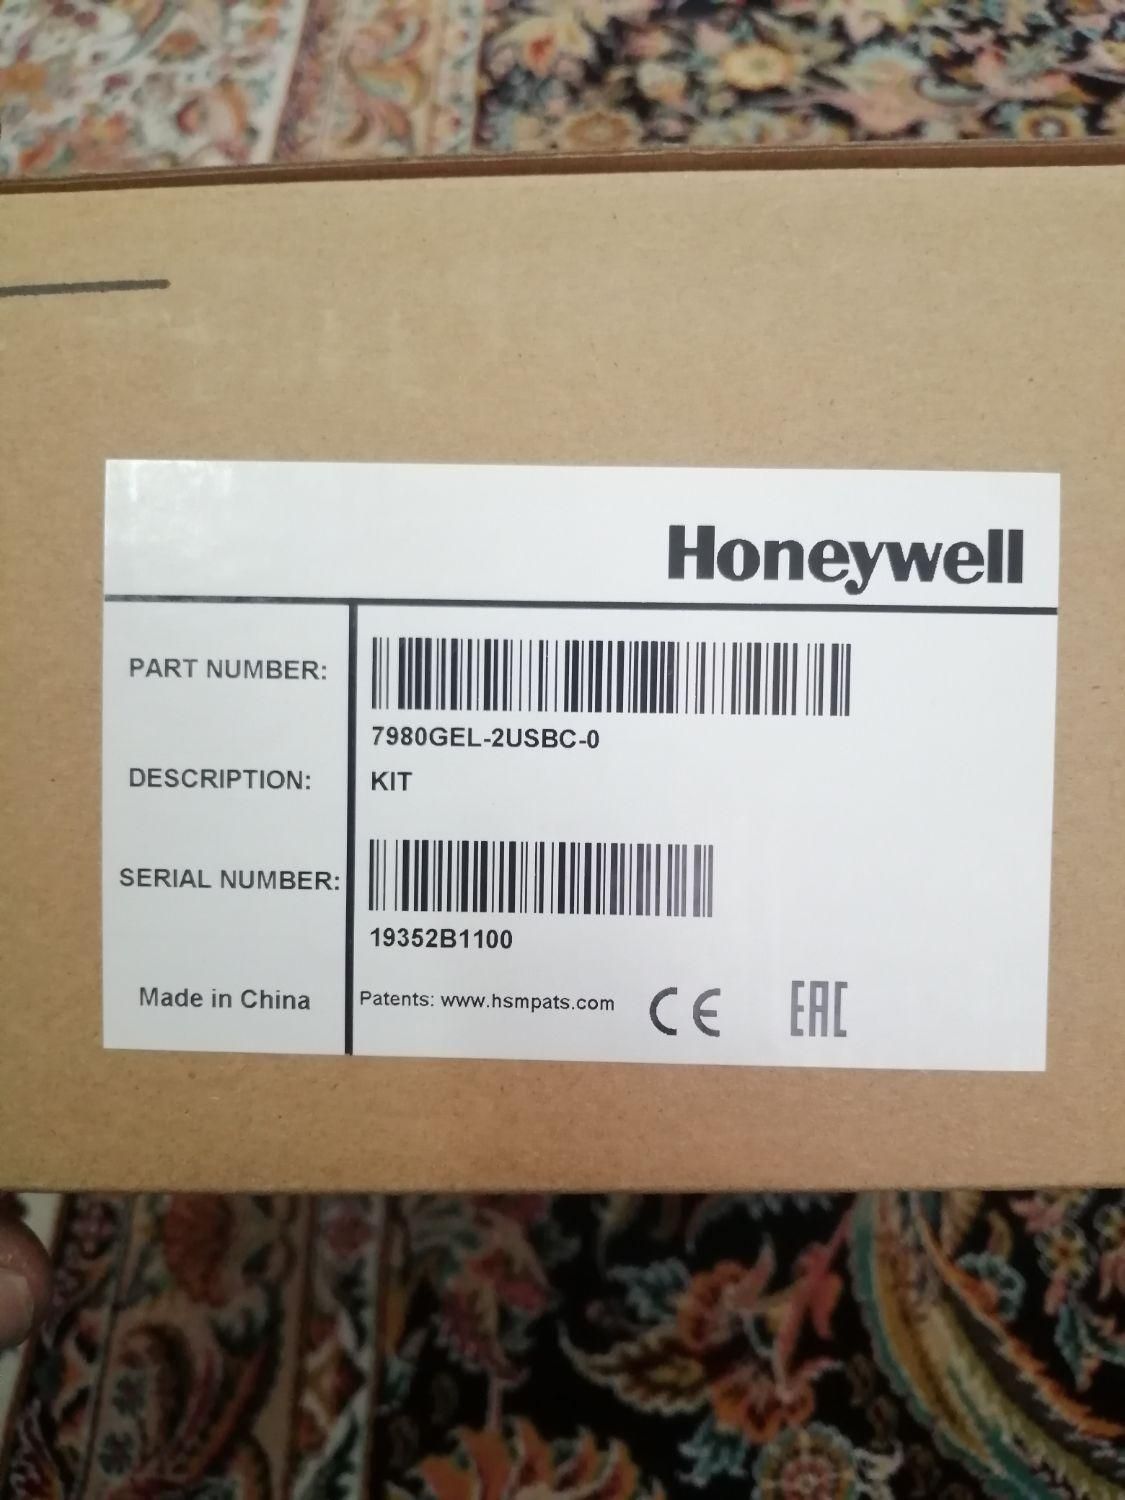 Honeywell
PART NUMBER:
7980GEL-2USBC-0
DESCRIPTION:
KIT
SERIAL NUMBER:
19352B1100
Made in China
Patents: www.hsmpats.com
CE
EAC